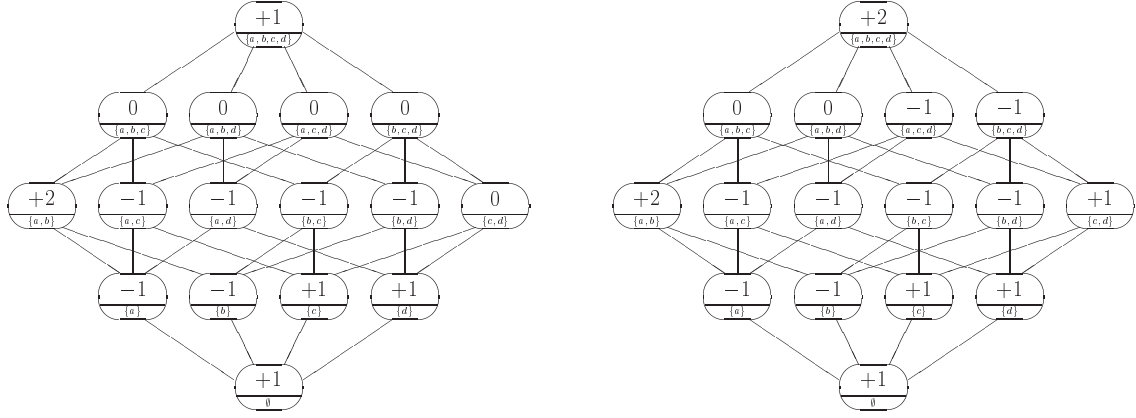 +1
{a, b, c, d}
0 0 0 0
{a, b, c} {a, b, d} {a, c, d} {b, c, d}
+2 −1 −1 −1 −1 0
{a, b} {a, c} {a, d} {b, c} {b, d} {c, d}
−1 −1 +1 +1
{a} {b} {c} {d}
+1
∅
+2
{a, b, c, d}
0 0 −1 −1
{a, b, c} {a, b, d} {a, c, d} {b, c, d}
+2 −1 −1 −1 −1 +1
{a, b} {a, c} {a, d} {b, c} {b, d} {c, d}
−1 −1 +1 +1
{a} {b} {c} {d}
+1
∅